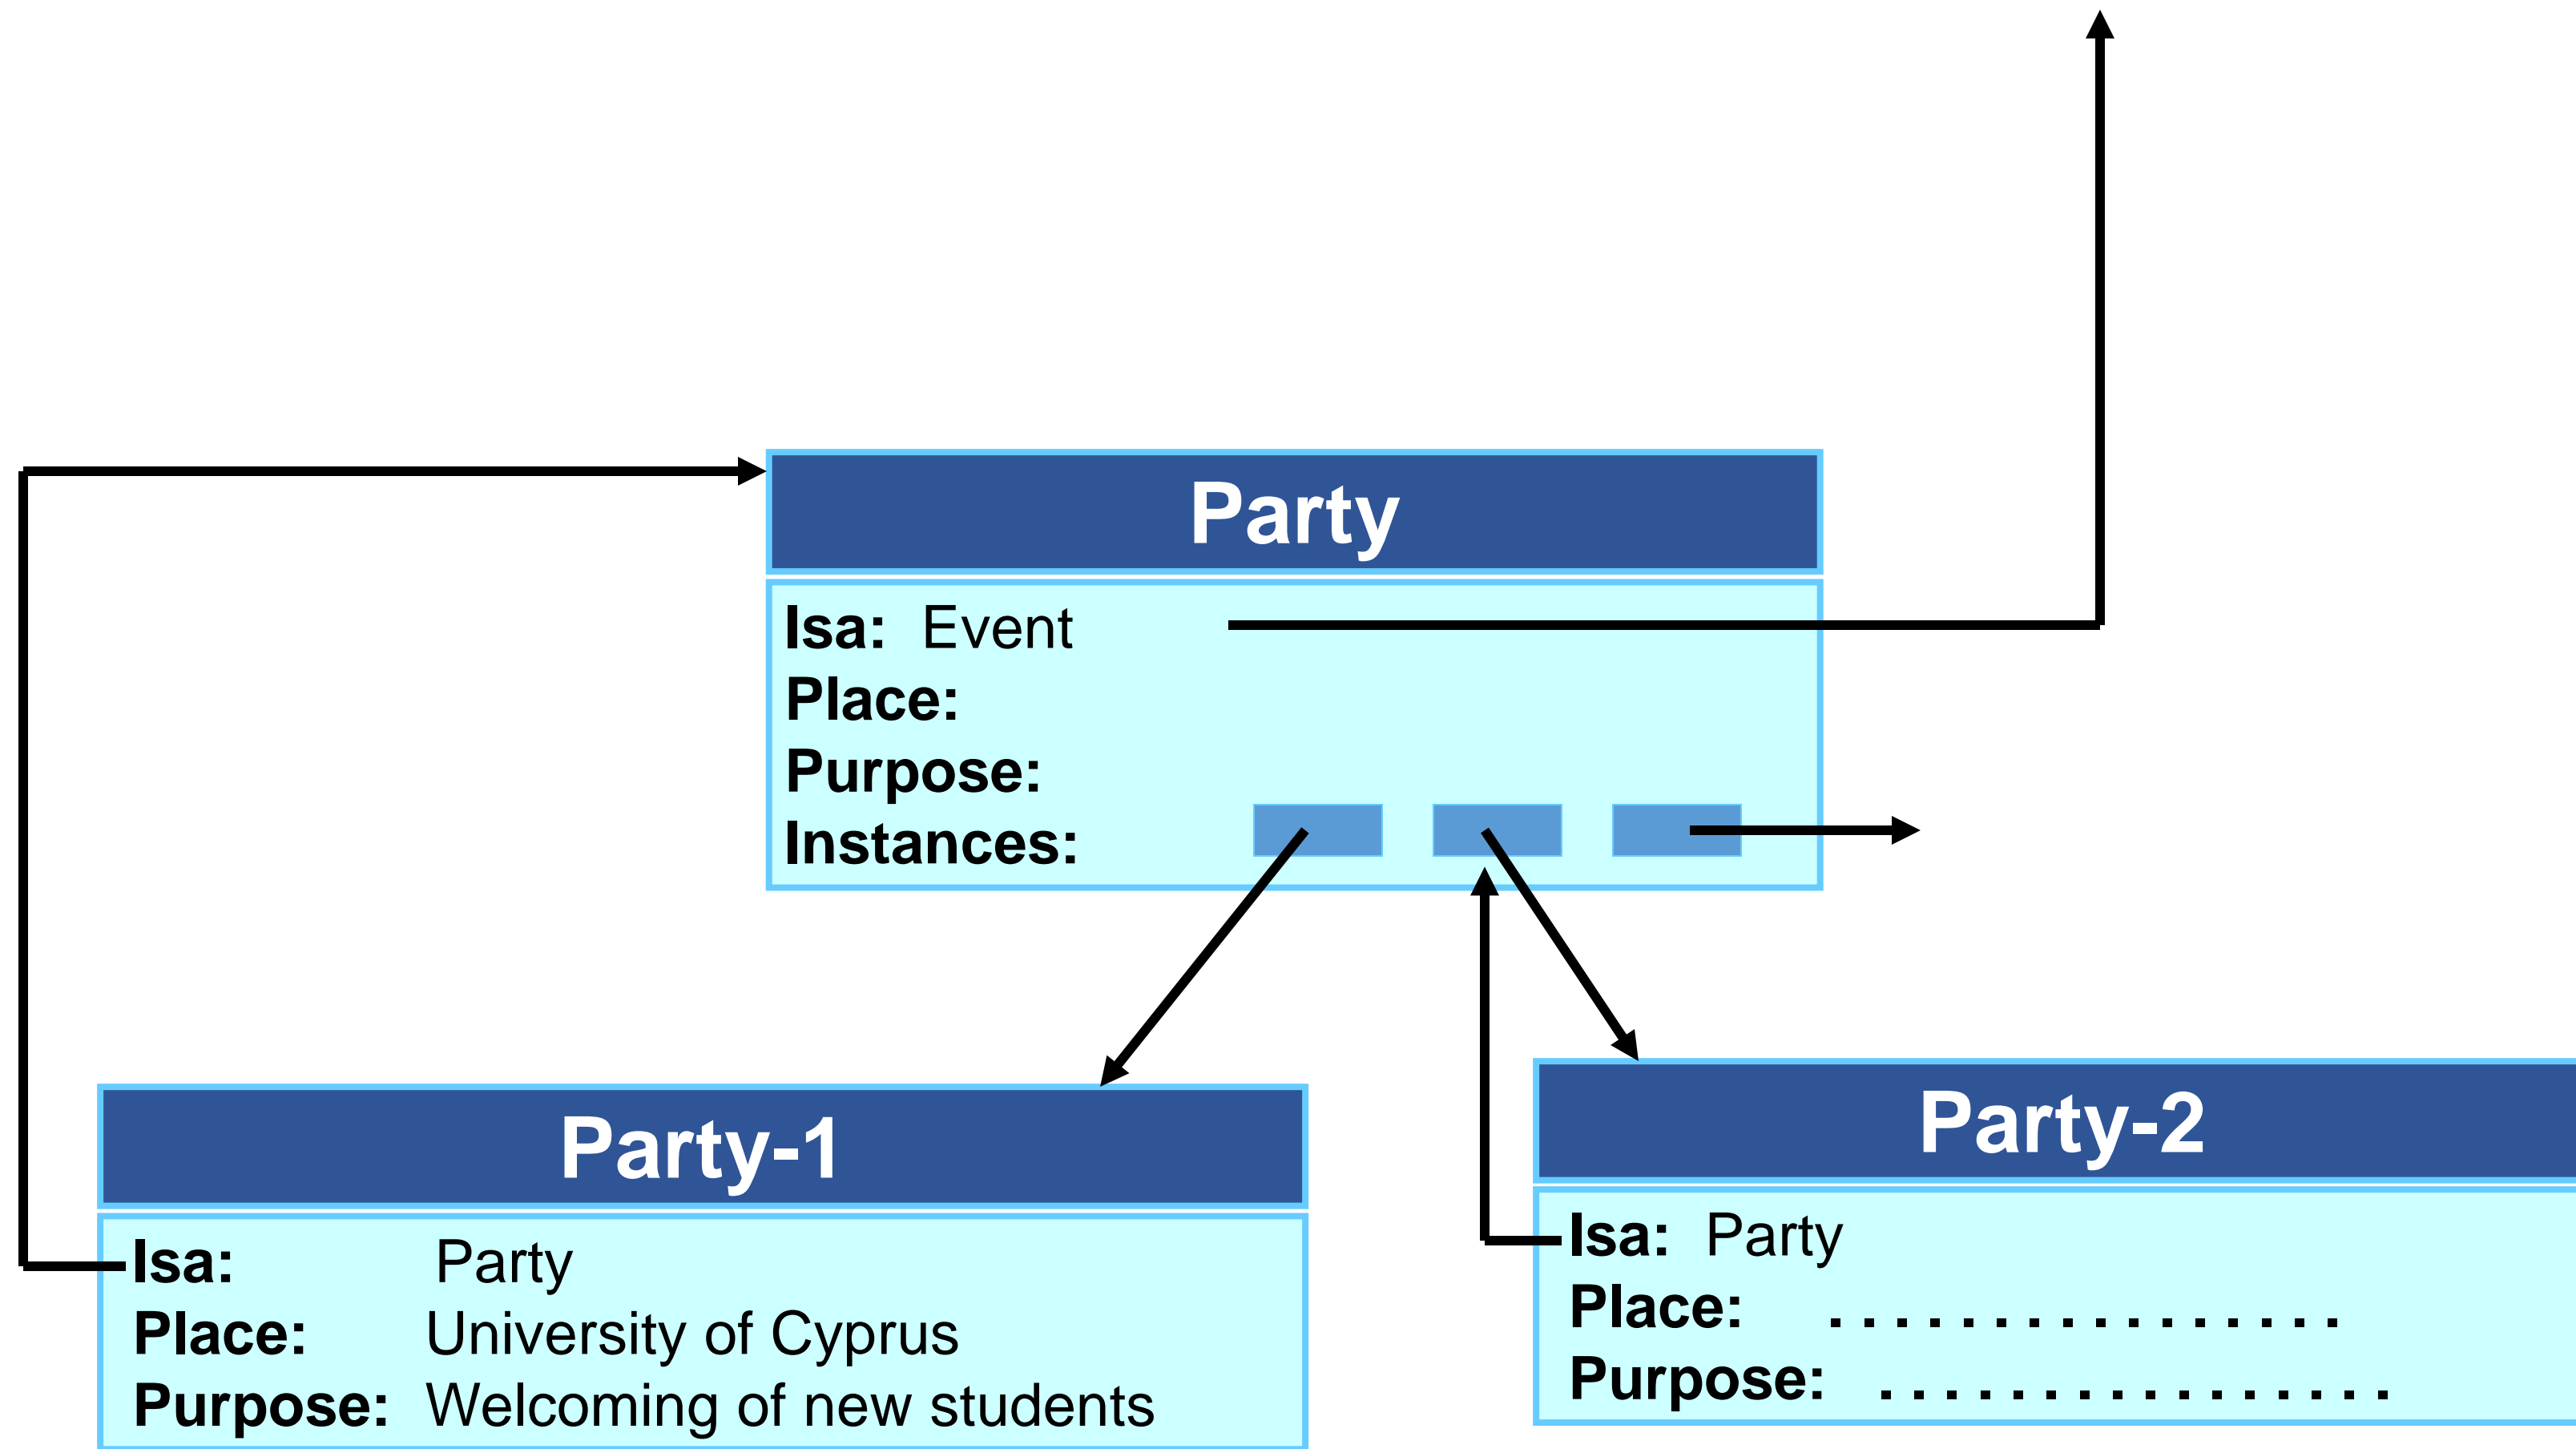 Party
Isa: Event
Place:
Purpose:
Instances:
Party-1
Isa: Party
Place: University of Cyprus
Purpose: Welcoming of new students
Party-2
Isa: Party
Place: . . . . . . . . . . . . . . . .
Purpose: . . . . . . . . . . . . . . . .